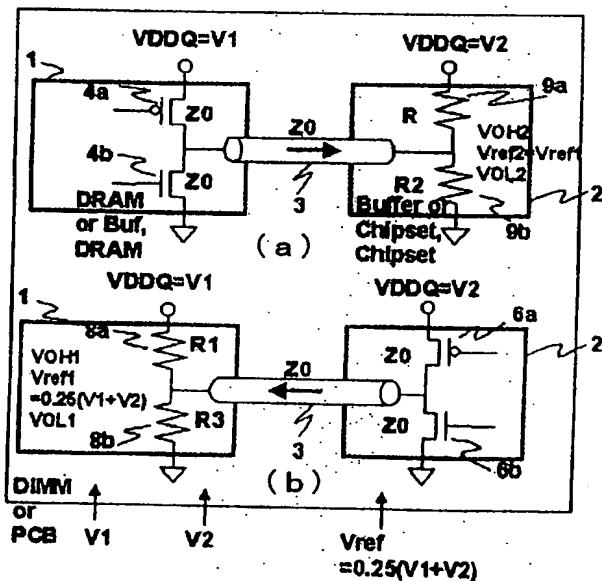 VDDQ=V1
VDDQ=V2
1
4a
Z0
4b
Z0
DRAM
or Buf,
DRAM
Z0
3
(a)
9a
R
VOH2
Vref2=Vref1
VOL2
R2
2
Buffer or
Chipset,
Chipset
9b
VDDQ=V1
VDDQ=V2
1
8a
R1
VOH1
Vref1
=0.25(V1+V2)
VOL1
8b
R3
Z0
3
(b)
6a
Z0
2
Z0
6b
DIMM
or
PCB
V1
V2
Vref
=0.25(V1+V2)